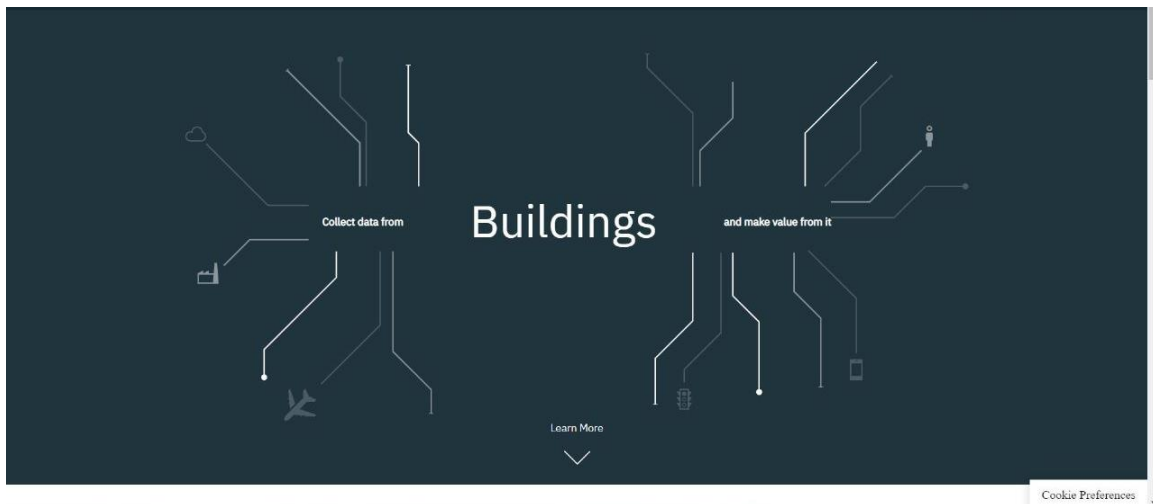 Collect data from Buildings and make value from it
Learn More
Cookie Preferences